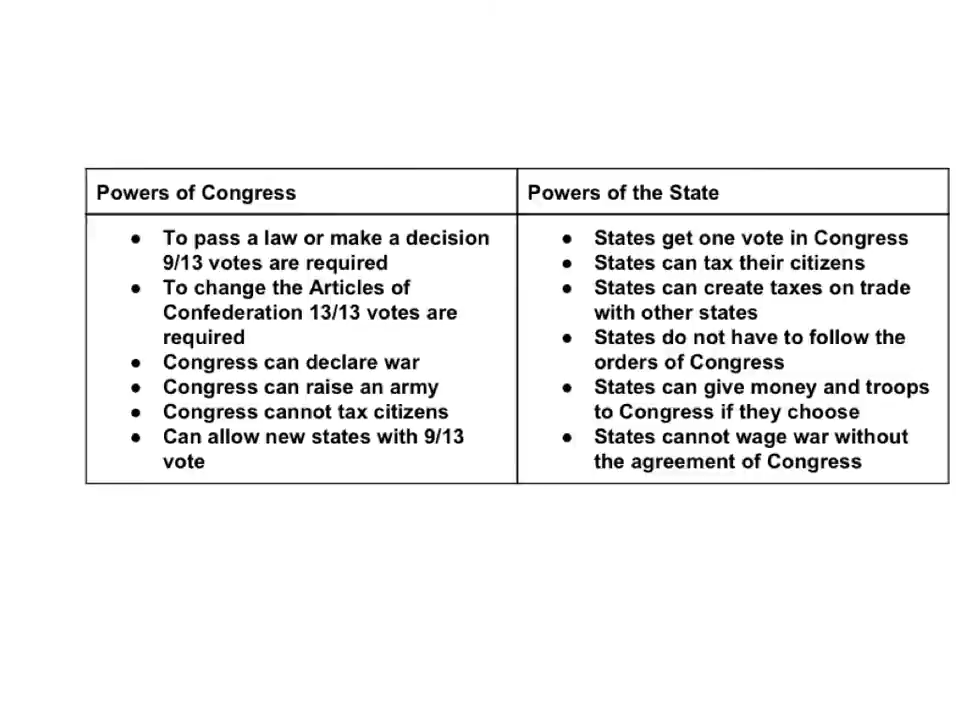 Powers of Congress
Powers of the State
● To pass a law or make a decision
9/13 votes are required
● To change the Articles of
Confederation 13/13 votes are
required
● Congress can declare war
● Congress can raise an army
● Congress cannot tax citizens
● Can allow new states with 9/13
vote
● States get one vote in Congress
● States can tax their citizens
● States can create taxes on trade
with other states
● States do not have to follow the
orders of Congress
● States can give money and troops
to Congress if they choose
● States cannot wage war without
the agreement of Congress